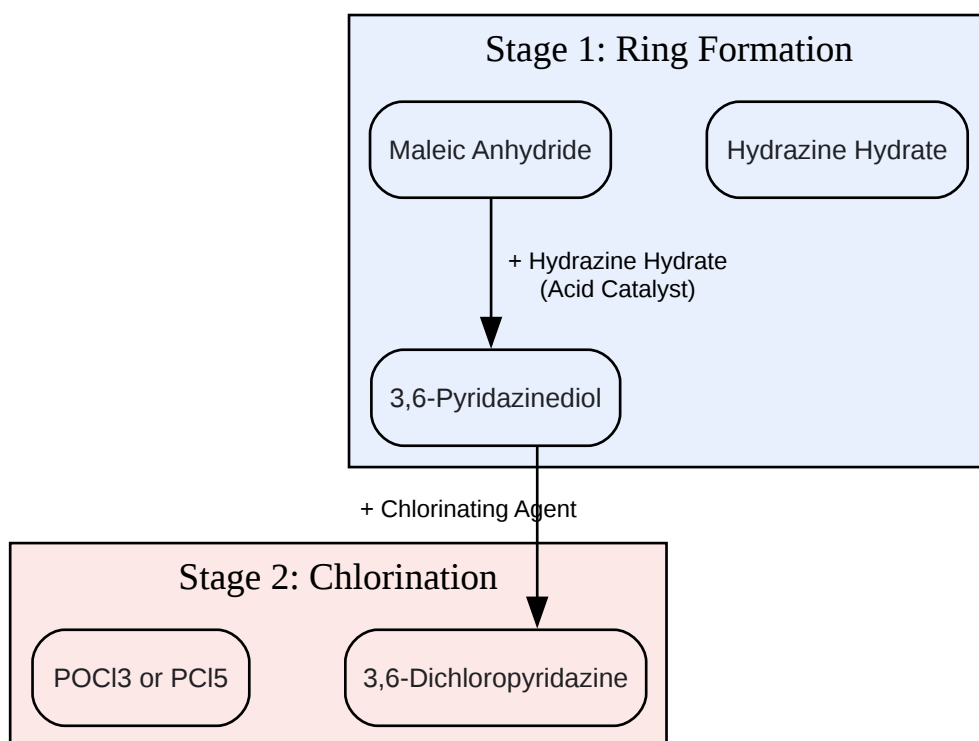 Stage 1: Ring Formation
Maleic Anhydride
Hydrazine Hydrate
+ Hydrazine Hydrate
(Acid Catalyst)
3,6-Pyridazinediol
+ Chlorinating Agent
Stage 2: Chlorination
POCl3 or PCl5
3,6-Dichloropyridazine